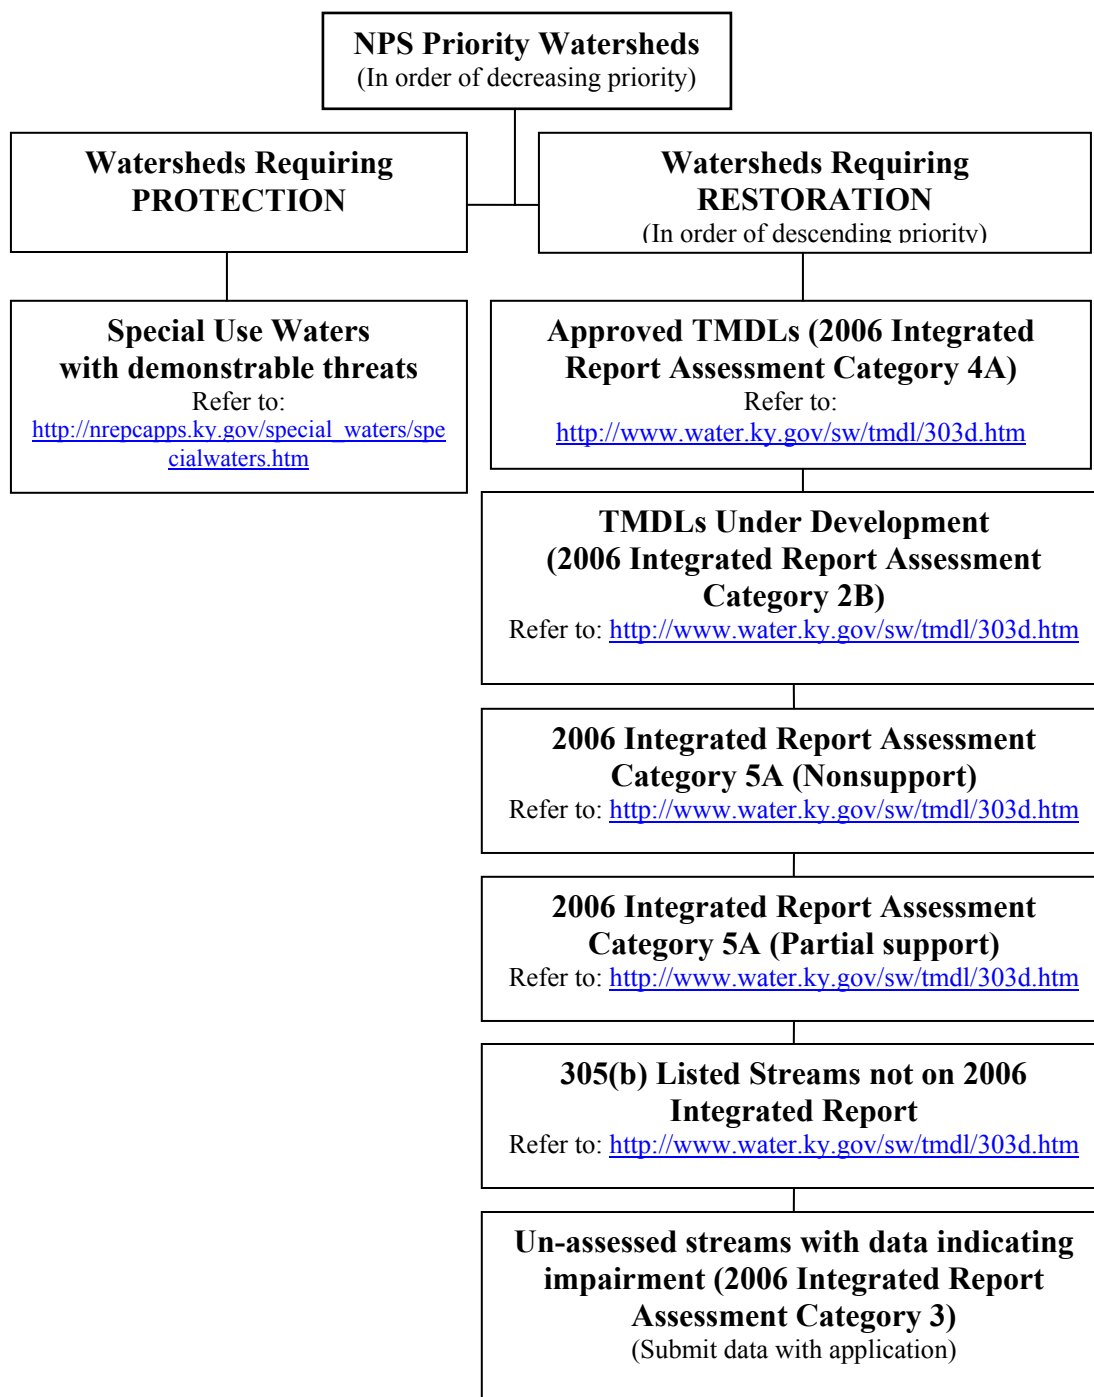 NPS Priority Watersheds
(In order of decreasing priority)
Watersheds Requiring
PROTECTION
Watersheds Requiring
RESTORATION
(In order of descending priority)
Special Use Waters
with demonstrable threats
Refer to:
http://nrepcapps.ky.gov/special_waters/spe
cialwaters.htm
Approved TMDLs (2006 Integrated
Report Assessment Category 4A)
Refer to:
http://www.water.ky.gov/sw/tmdl/303d.htm
TMDLs Under Development
(2006 Integrated Report Assessment
Category 2B)
Refer to: http://www.water.ky.gov/sw/tmdl/303d.htm
2006 Integrated Report Assessment
Category 5A (Nonsupport)
Refer to: http://www.water.ky.gov/sw/tmdl/303d.htm
2006 Integrated Report Assessment
Category 5A (Partial support)
Refer to: http://www.water.ky.gov/sw/tmdl/303d.htm
305(b) Listed Streams not on 2006
Integrated Report
Refer to: http://www.water.ky.gov/sw/tmdl/303d.htm
Un-assessed streams with data indicating
impairment (2006 Integrated Report
Assessment Category 3)
(Submit data with application)